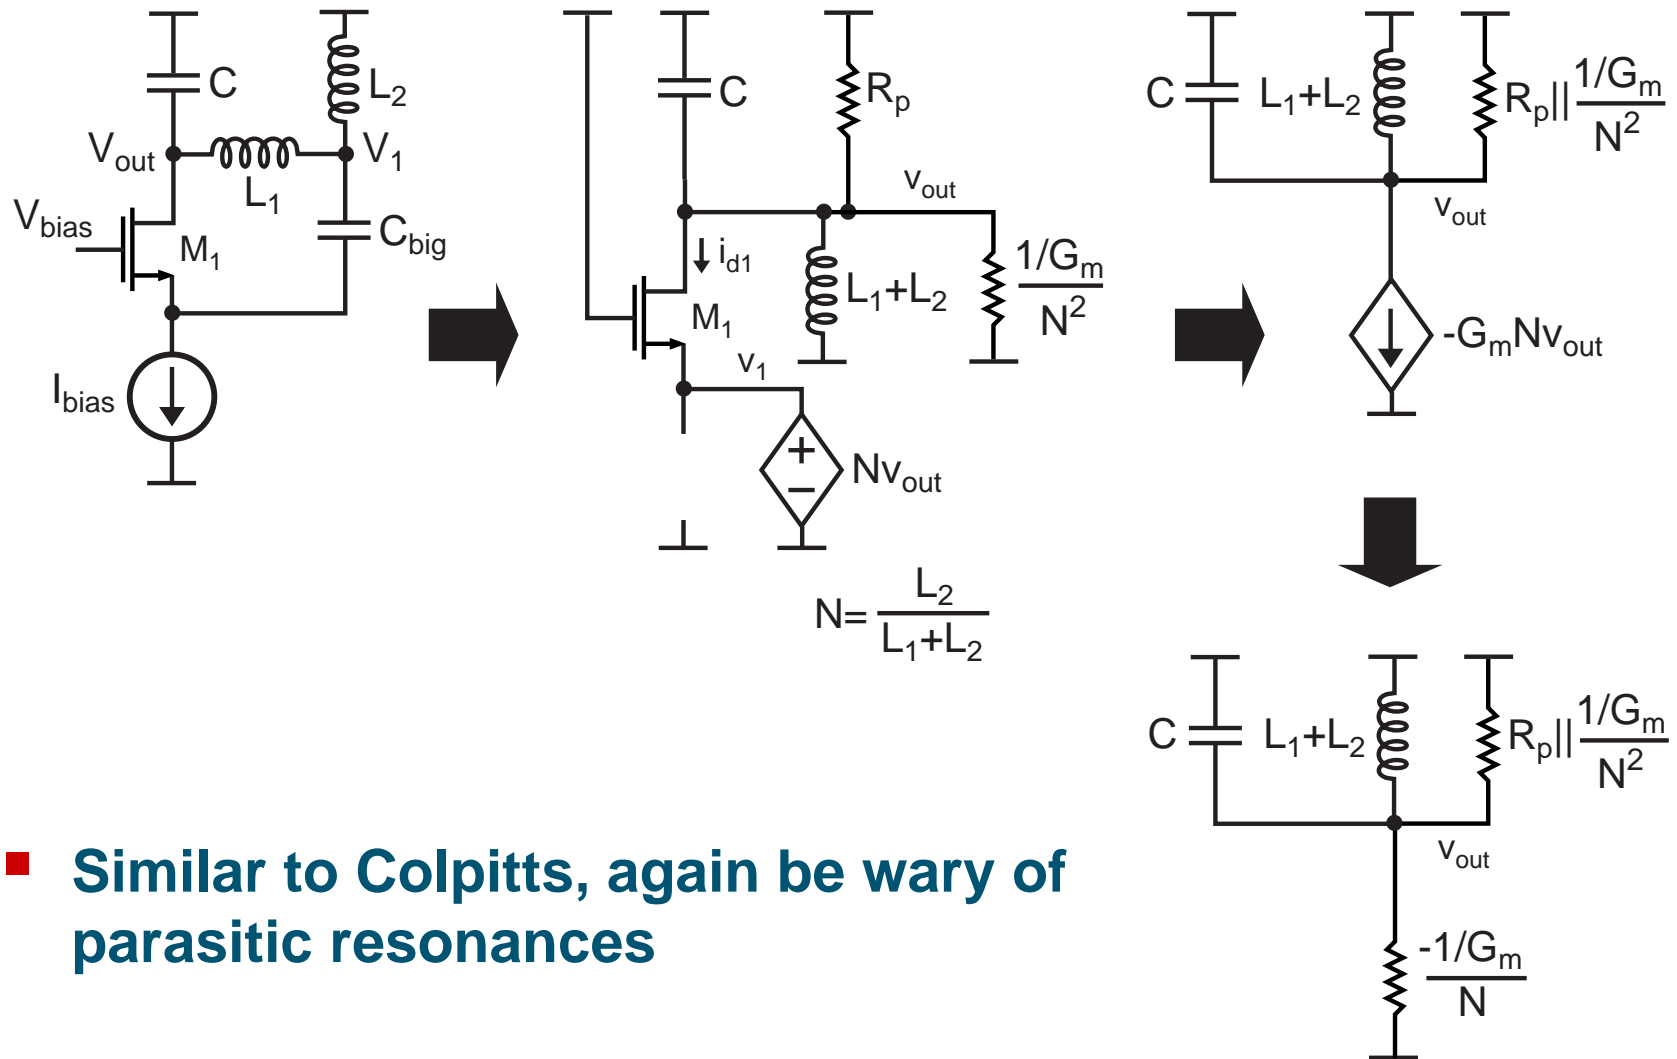 C
L2
Vout
V1
L1
Vbias
M1
Cbig
Ibias
C
Rp
vout
id1
M1
L1+L2
1/Gm
N2
v1
+
−
Nvout
N= L2
L1+L2
C
L1+L2
Rp|| 1/Gm
N2
vout
-GmNvout
C
L1+L2
Rp|| 1/Gm
N2
vout
-1/Gm
N
Similar to Colpitts, again be wary of
parasitic resonances